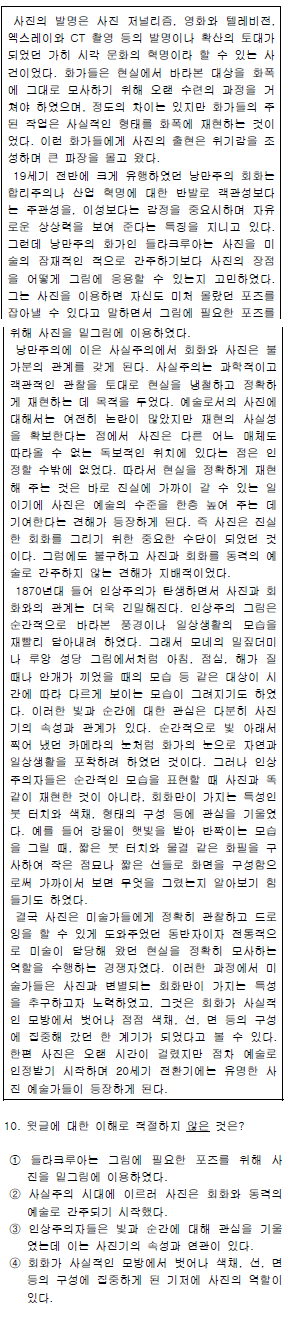 사진의 발명은 사진 저널리즘, 영화와 텔레비전,
엑스레이와 CT 촬영 등의 발명이나 확산의 토대가
되었던 가히 시각 문화의 혁명이라 할 수 있는 사
건이었다. 화가들은 현실에서 바라본 대상을 화폭
에 그대로 모사하기 위해 오랜 수련의 과정을 거
쳐야 하였으며, 정도의 차이는 있지만 화가들의 주
된 작업은 사실적인 형태를 화폭에 재현하는 것이
었다. 이런 화가들에게 사진의 출현은 위기감을 조
성하며 큰 파장을 몰고 왔다.
19세기 전반에 크게 유행하였던 낭만주의 회화는
합리주의나 산업 혁명에 대한 반발로 객관성보다
는 주관성을, 이성보다는 감정을 중요시하며 자유
로운 상상력을 보여 준다는 특징을 지니고 있다.
그런데 낭만주의 화가인 들라크루아는 사진을 미
술의 잠재적인 적으로 간주하기보다 사진의 장점
을 어떻게 그림에 응용할 수 있는지 고민하였다.
그는 사진을 이용하면 자신도 미처 몰랐던 포즈를
잡아낼 수 있다고 말하면서 그림에 필요한 포즈를
위해 사진을 밑그림에 이용하였다.
낭만주의에 이은 사실주의에서 회화와 사진은 불
가분의 관계를 갖게 된다. 사실주의는 과학적이고
객관적인 관찰을 토대로 현실을 냉철하고 정확하
게 재현하는 데 목적을 두었다. 예술로서의 사진에
대해서는 여전히 논란이 많았지만 재현의 사실성
을 확보한다는 점에서 사진은 다른 어느 매체도
따라올 수 없는 독보적인 위치에 있다는 점은 인
정할 수밖에 없었다. 따라서 현실을 정확하게 재현
해 주는 것은 바로 진실에 가까이 갈 수 있는 일
이기에 사진은 예술의 수준을 한층 높여 주는 데
기여한다는 견해가 등장하게 된다. 즉 사진은 진실
한 회화를 그리기 위한 중요한 수단이 되었던 것
이다. 그럼에도 불구하고 사진과 회화를 동격의 예
술로 간주하지 않는 견해가 지배적이었다.
1870년대 들어 인상주의가 탄생하면서 사진과 회
화와의 관계는 더욱 긴밀해진다. 인상주의 그림은
순간적으로 바라본 풍경이나 일상생활의 모습을
재빨리 담아내려 하였다. 그래서 모네의 밀짚더미
나 루앙 성당 그림에서처럼 아침, 점심, 해가 질
때나 안개가 끼었을 때의 모습 등 같은 대상이 시
간에 따라 다르게 보이는 모습이 그려지기도 하였
다. 이러한 빛과 순간에 대한 관심은 다분히 사진
기의 속성과 관계가 있다. 순간적으로 빛 아래서
찍어 냈던 카메라의 눈처럼 화가의 눈으로 자연과
일상생활을 포착하려 하였던 것이다. 그러나 인상
주의자들은 순간적인 모습을 표현할 때 사진과 똑
같이 재현한 것이 아니라, 회화만이 가지는 특성인
붓 터치와 색채, 형태의 구성 등에 관심을 기울였
다. 예를 들어 강물이 햇빛을 받아 반짝이는 모습
을 그릴 때, 짧은 붓 터치와 물결 같은 화필을 구
사하여 작은 점묘나 짧은 선들로 화면을 구성함으
로써 가까이서 보면 무엇을 그렸는지 알아보기 힘
들기도 하였다.
결국 사진은 미술가들에게 정확히 관찰하고 드로
잉을 할 수 있게 도와주었던 동반자이자 전통적으
로 미술이 담당해 왔던 현실을 정확히 모사하는
역할을 수행하는 경쟁자였다. 이러한 과정에서 미
술가들은 사진과 변별되는 회화만이 가지는 특성
을 추구하고자 노력하였고, 그것은 회화가 사실적
인 모방에서 벗어나 점점 색채, 선, 면 등의 구성
에 집중해 갔던 한 계기가 되었다고 볼 수 있다.
한편 사진은 오랜 시간이 걸렸지만 점차 예술로
인정받기 시작하며 20세기 전환기에는 유명한 사
진 예술가들이 등장하게 된다.
10. 윗글에 대한 이해로 적절하지 않은 것은?
① 들라크루아는 그림에 필요한 포즈를 위해 사
진을 밑그림에 이용하였다.
② 사실주의 시대에 이르러 사진은 회화와 동격의
예술로 간주되기 시작했다.
③ 인상주의자들은 빛과 순간에 대해 관심을 기울
였는데 이는 사진기의 속성과 연관이 있다.
④ 회화가 사실적인 모방에서 벗어나 색채, 선, 면
등의 구성에 집중하게 된 기저에 사진의 역할이
있다.